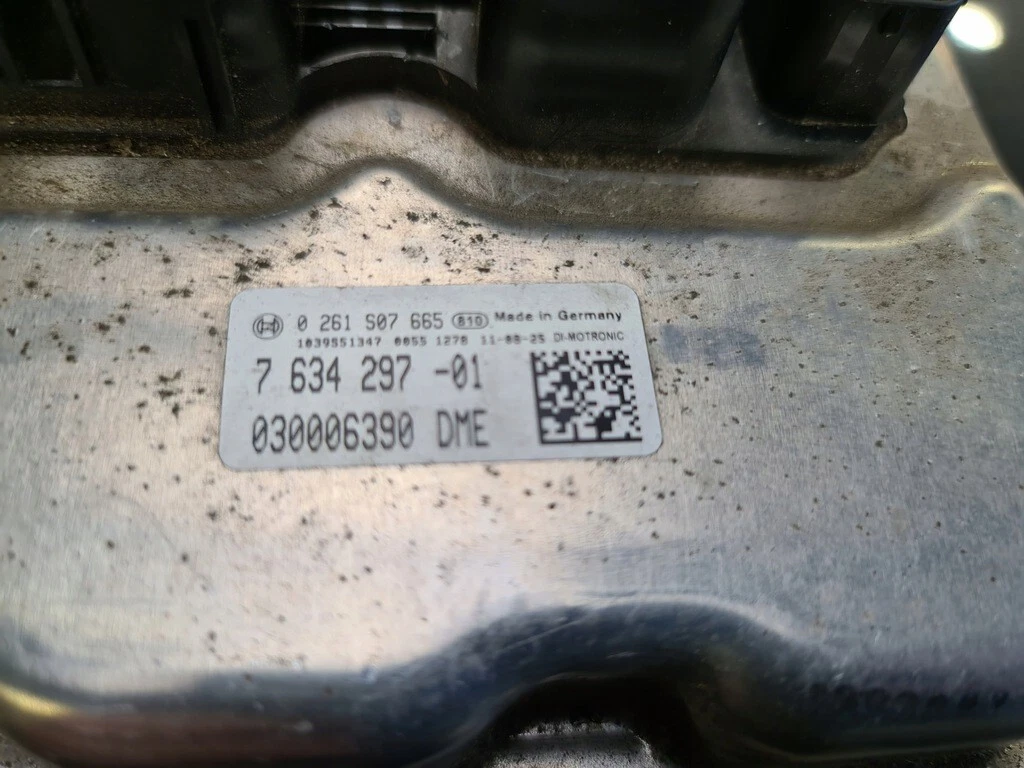 0 261 S07 665 810 Made in Germany
1039551347 0055 1278 11-08-25 DI-MOTRONIC
7 634 297 -01
030006390 DME